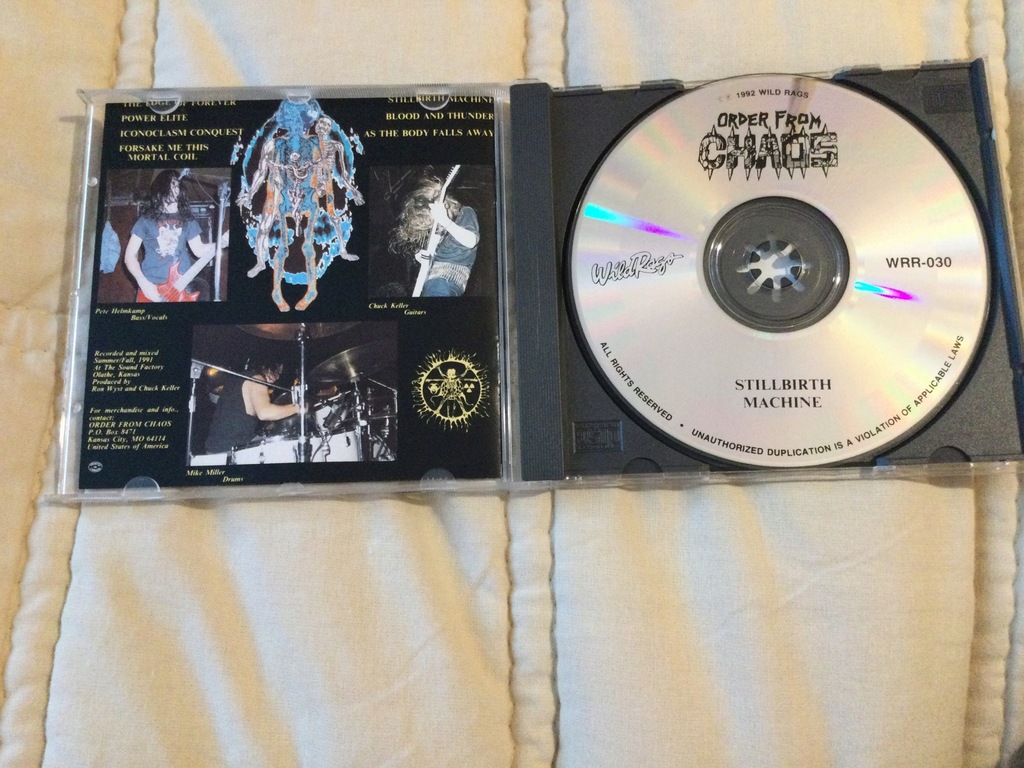 THE EDGE OF FOREVER
POWER ELITE
ICONOCLASM CONQUEST
FORSAKE ME THIS
MORTAL COIL
STILLBIRTH MACHINE
BLOOD AND THUNDER
AS THE BODY FALLS AWAY
Pete Helmkamp
Bass/Vocals
Chuck Keller
Guitars
Recorded and mixed
Summer/Fall, 1991
At The Sound Factory
Olathe, Kansas
Produced by
Ron Wyst and Chuck Keller
For merchandise and info.,
contact:
ORDER FROM CHAOS
P.O. Box 8471
Kansas City, MO 64114
United States of America
Mike Miller
Drums
1992 WILD RAGS
ORDER FROM
CHAOS
Wild Rags
WRR-030
STILLBIRTH
MACHINE
ALL RIGHTS RESERVED • UNAUTHORIZED DUPLICATION IS A VIOLATION OF APPLICABLE LAWS